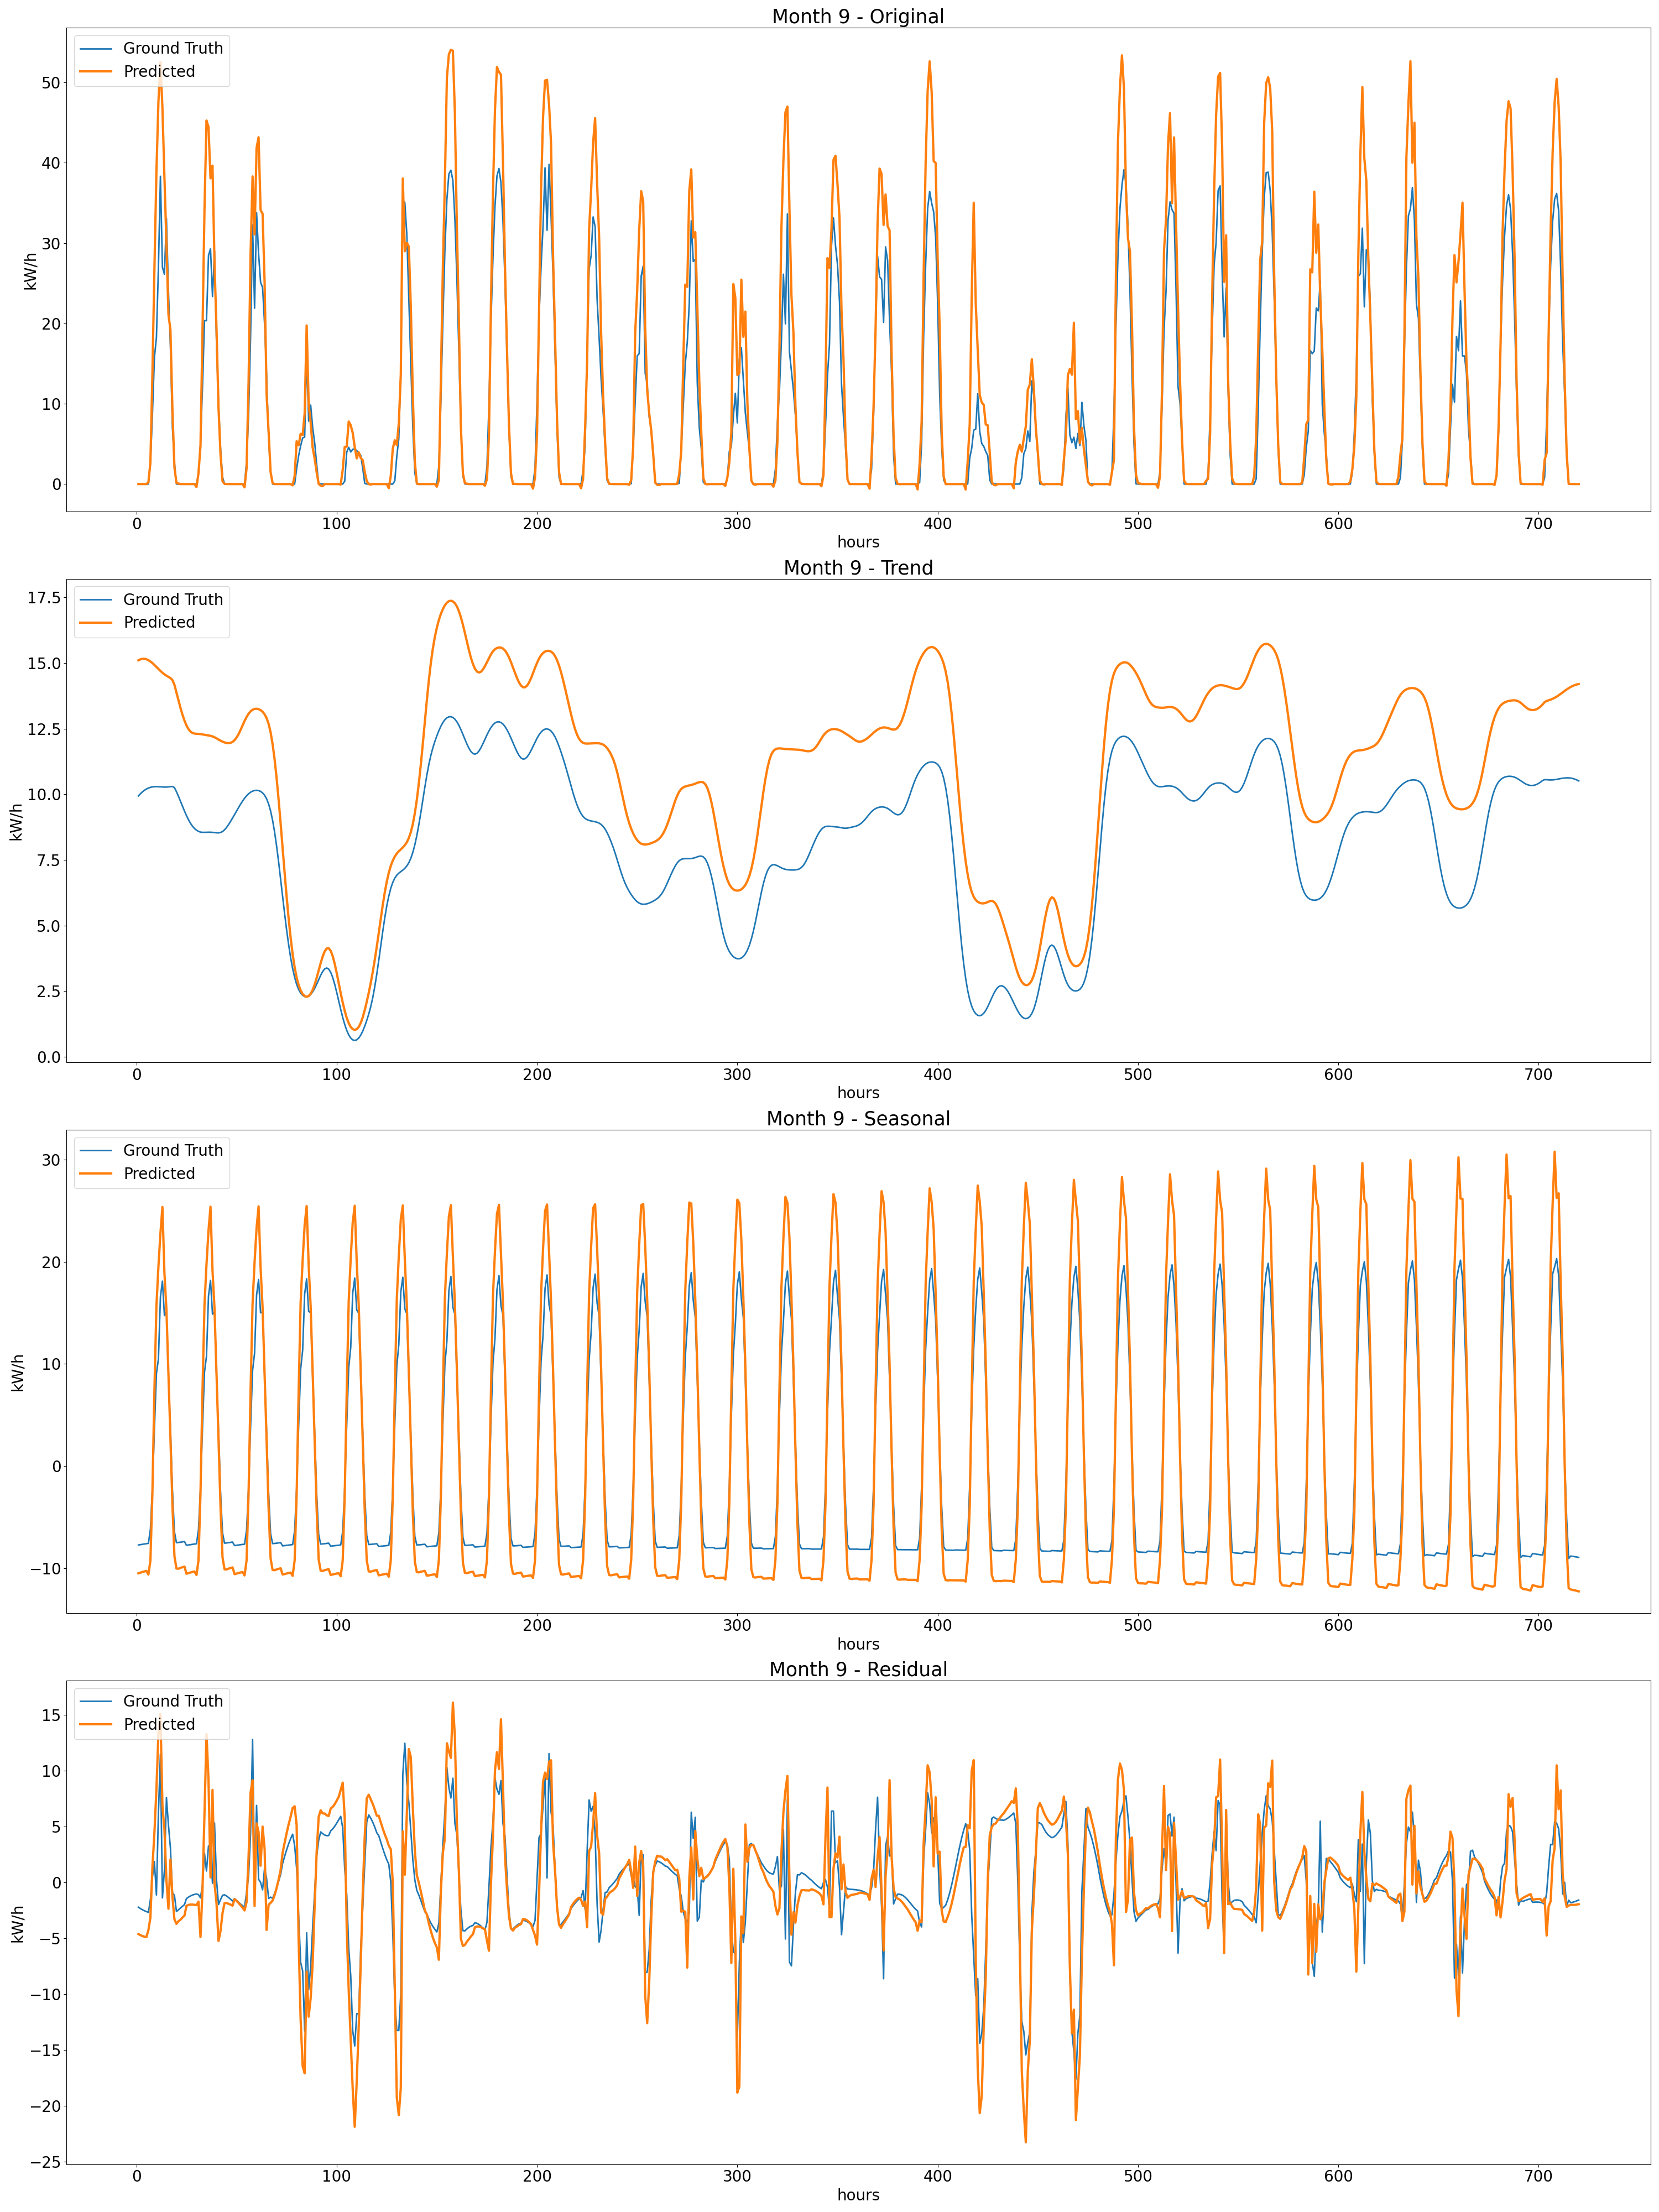 Month 9 - Original
Ground Truth
Predicted
kW/h
50
40
30
20
10
0
0 100 200 300 400 500 600 700
hours
Month 9 - Trend
Ground Truth
Predicted
kW/h
17.5
15.0
12.5
10.0
7.5
5.0
2.5
0.0
0 100 200 300 400 500 600 700
hours
Month 9 - Seasonal
Ground Truth
Predicted
kW/h
30
20
10
0
−10
0 100 200 300 400 500 600 700
hours
Month 9 - Residual
Ground Truth
Predicted
kW/h
15
10
5
0
−5
−10
−15
−20
−25
0 100 200 300 400 500 600 700
hours